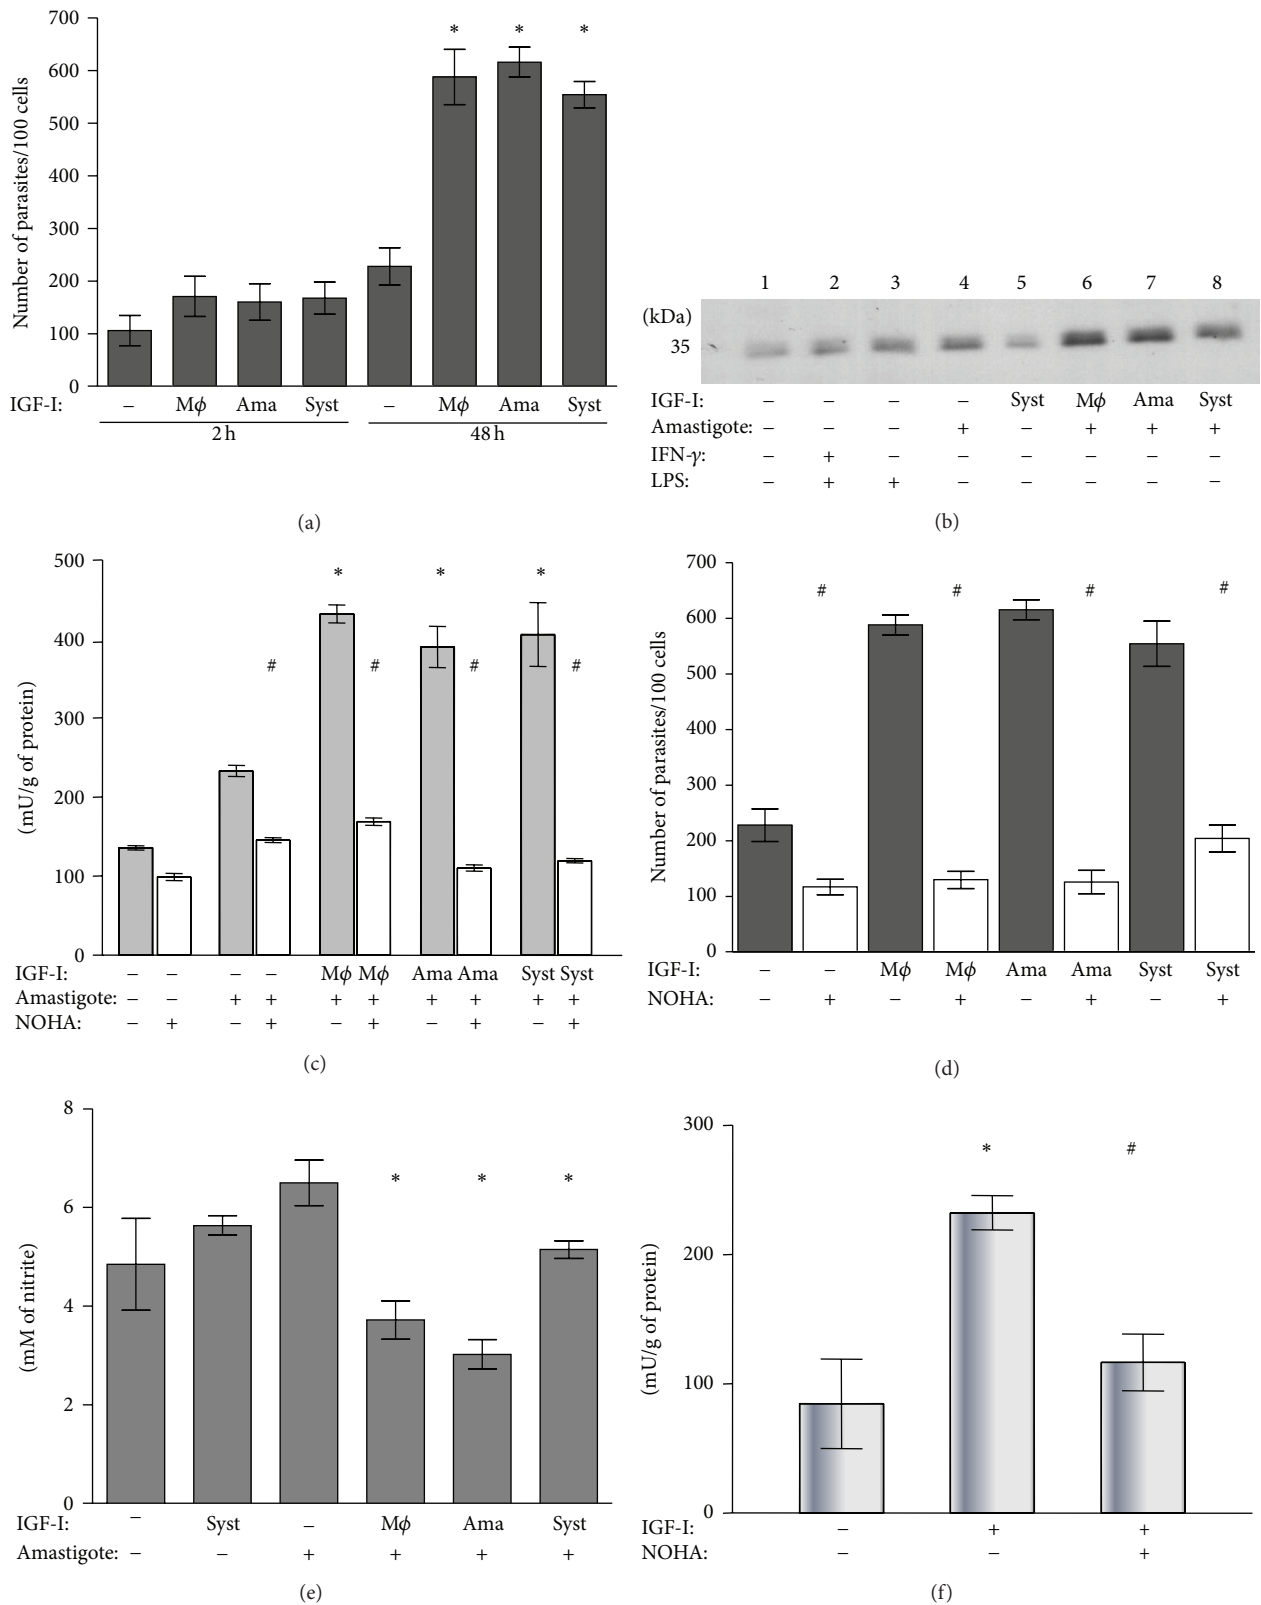 700
600
500
400
300
200
100
0
Number of parasites/100 cells
* * *
IGF-I: – Mϕ Ama Syst – Mϕ Ama Syst
2 h 48 h
(a)
1 2 3 4 5 6 7 8
(kDa)
35
IGF-I: – – – – Syst Mϕ Ama Syst
Amastigote: – – – + – + + +
IFN-γ: – + – – – – – –
LPS: – + + – – – – –
(b)
500
400
300
200
100
0
(mU/g of protein)
* * *
# # # #
IGF-I: – – – – Mϕ Mϕ Ama Ama Syst Syst
Amastigote: – – + + + + + + + +
NOHA: – + – + – + – + – +
(c)
700
600
500
400
300
200
100
0
Number of parasites/100 cells
# # # #
IGF-I: – – Mϕ Mϕ Ama Ama Syst Syst
NOHA: – + – + – + – +
(d)
8
6
4
2
0
(mM of nitrite)
* * *
IGF-I: – Syst – Mϕ Ama Syst
Amastigote: – – + + + +
(e)
300
200
100
0
(mU/g of protein)
* #
IGF-I: – + +
NOHA: – – +
(f)